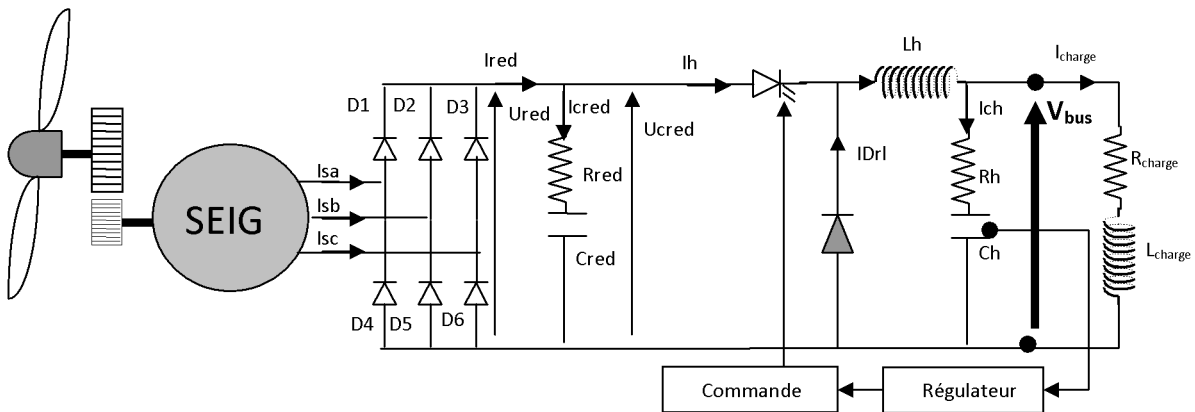 Ired
Ih
Lh
Icharge
D1
D2
D3
Icred
Ured
Ucred
Ich
Vbus
IDrl
Rred
Rh
Rcharge
Isa
SEIG
Isb
Isc
Cred
Ch
Lcharge
D4
D5
D6
Commande
Régulateur